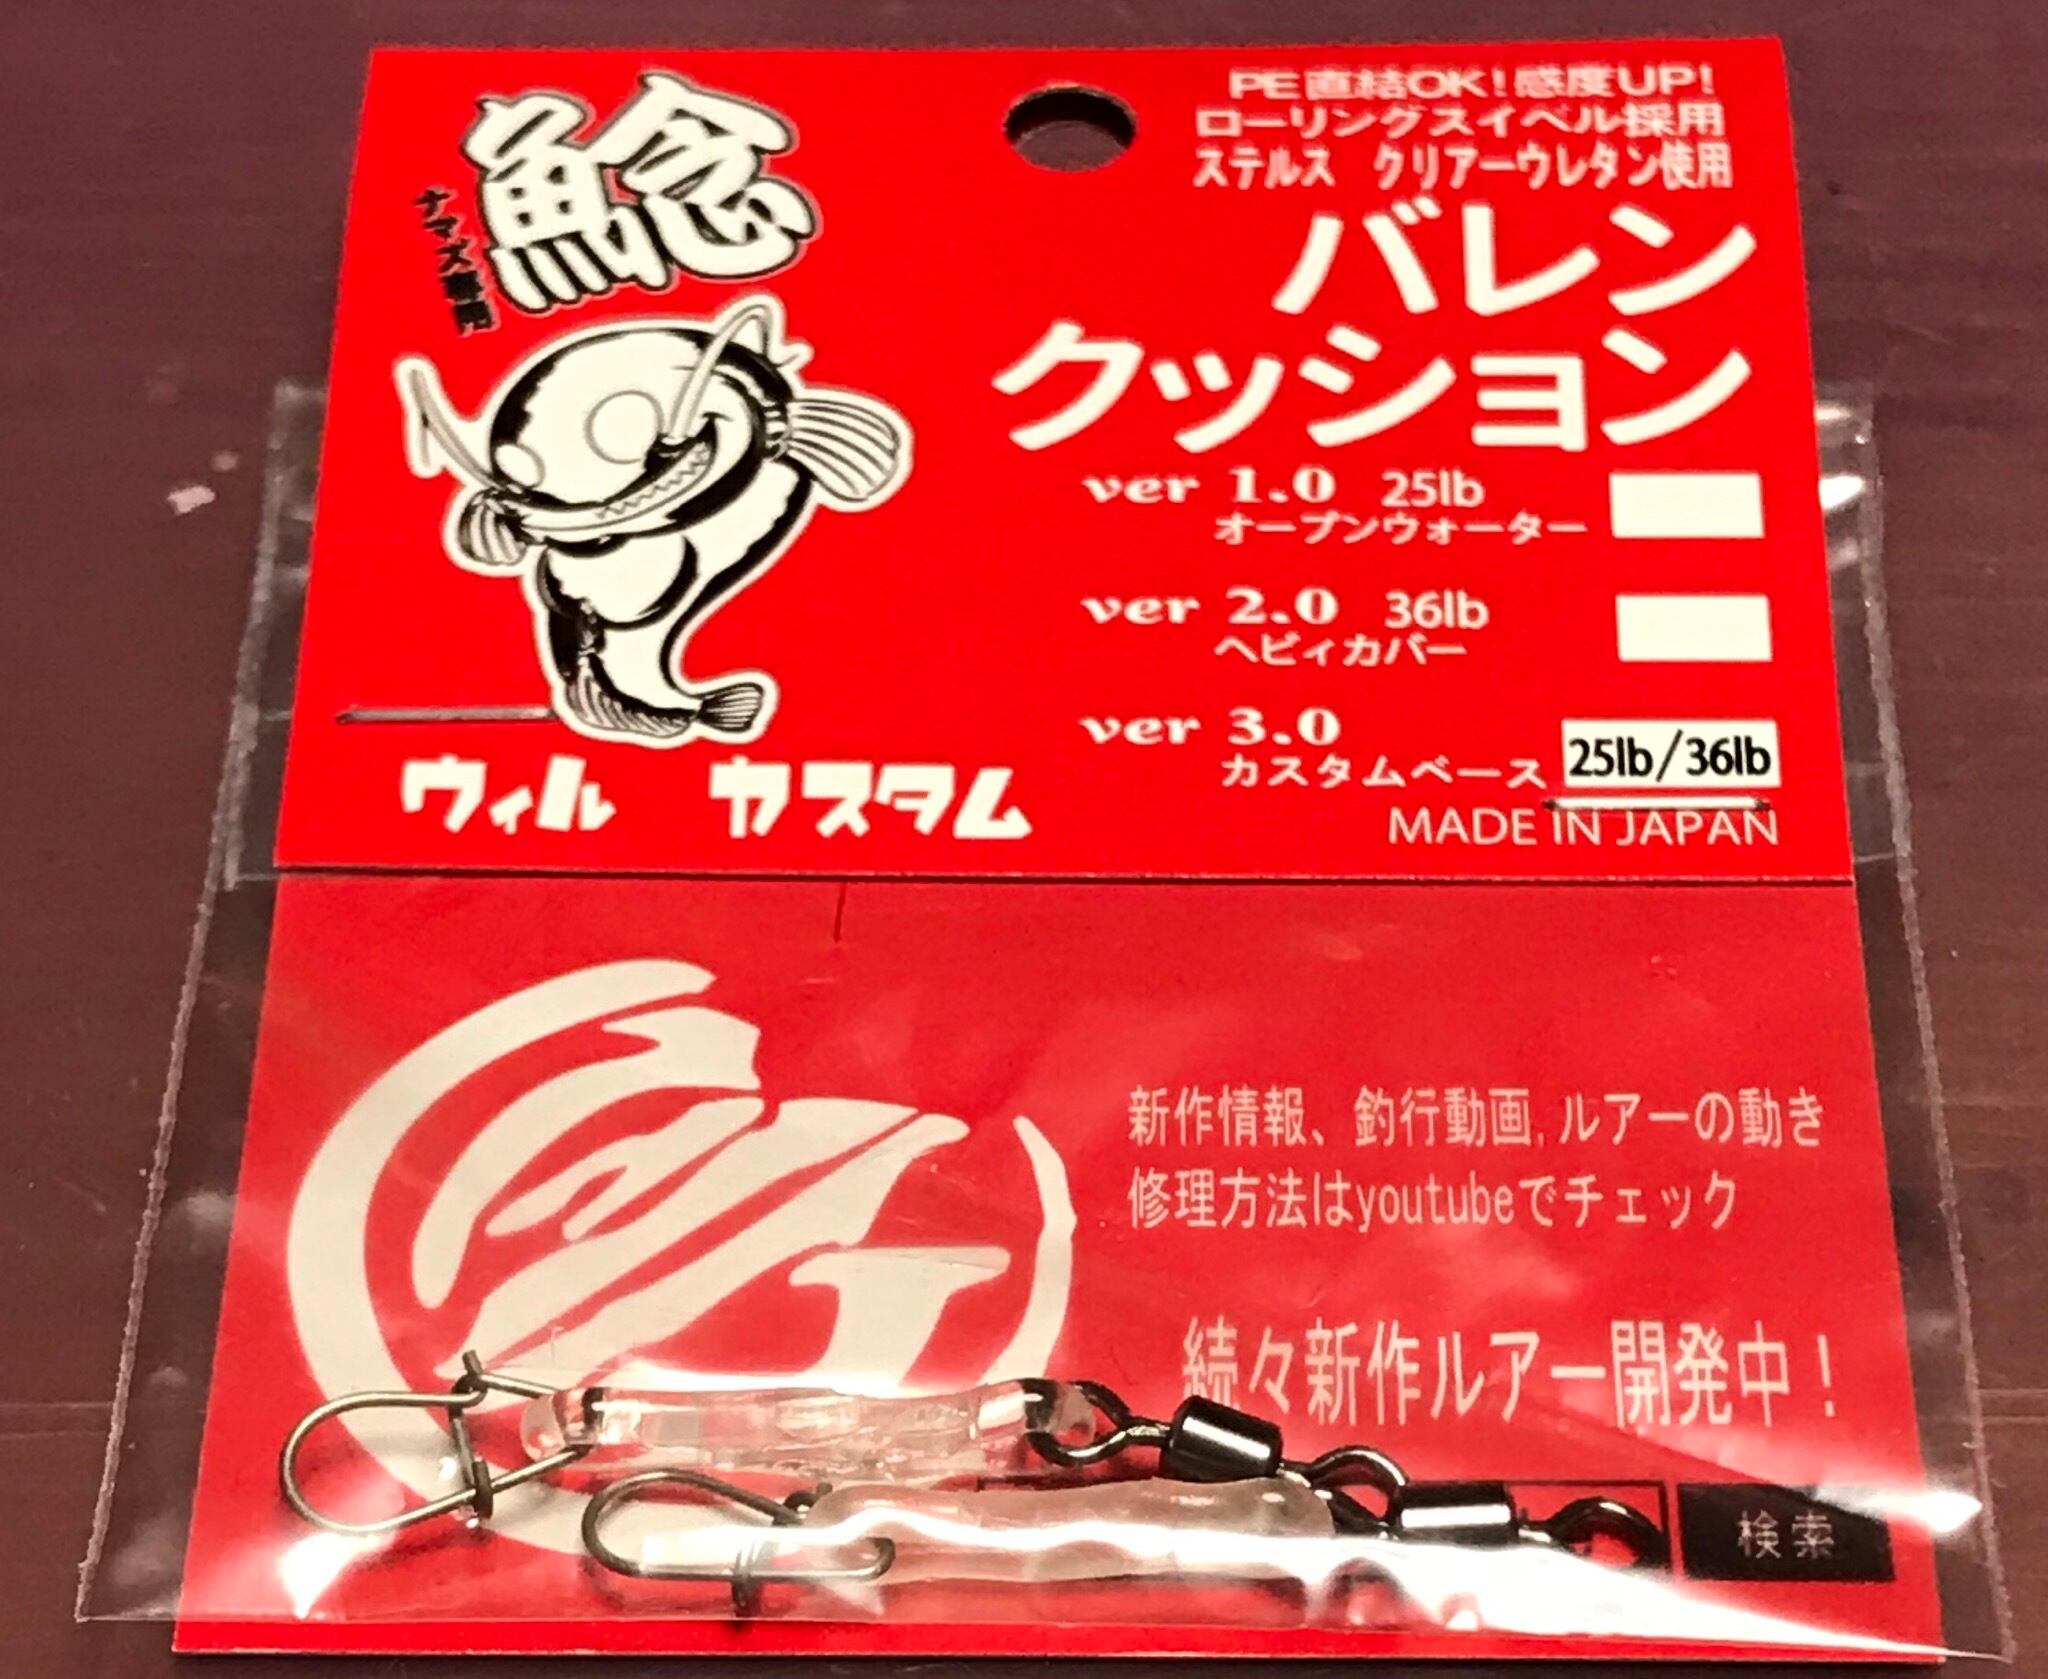 鯰
ナマズ専用
PE直結OK!感度UP!
ローリングスイベル採用
ステルス クリアーウレタン使用
バレン
クッション
ver 1.0 25lb
オープンウォーター
ver 2.0 36lb
ヘビィカバー
ver 3.0
カスタムベース 25lb/36lb
MADE IN JAPAN
ウィル カスタム
新作情報、釣行動画,ルアーの動き
修理方法はyoutubeでチェック
続々新作ルアー開発中!
検索